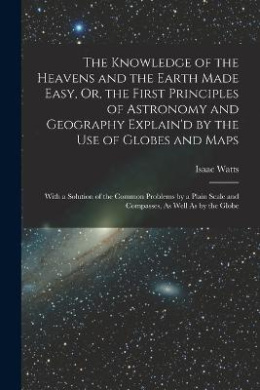 The Knowledge of the
Heavens and the Earth Made
Easy, Or, the First Principles
of Astronomy and
Geography Explain'd by the
Use of Globes and Maps
Isaac Watts
With a Solution of the Common Problems by a Plain Scale and
Compasses, As Well As by the Globe